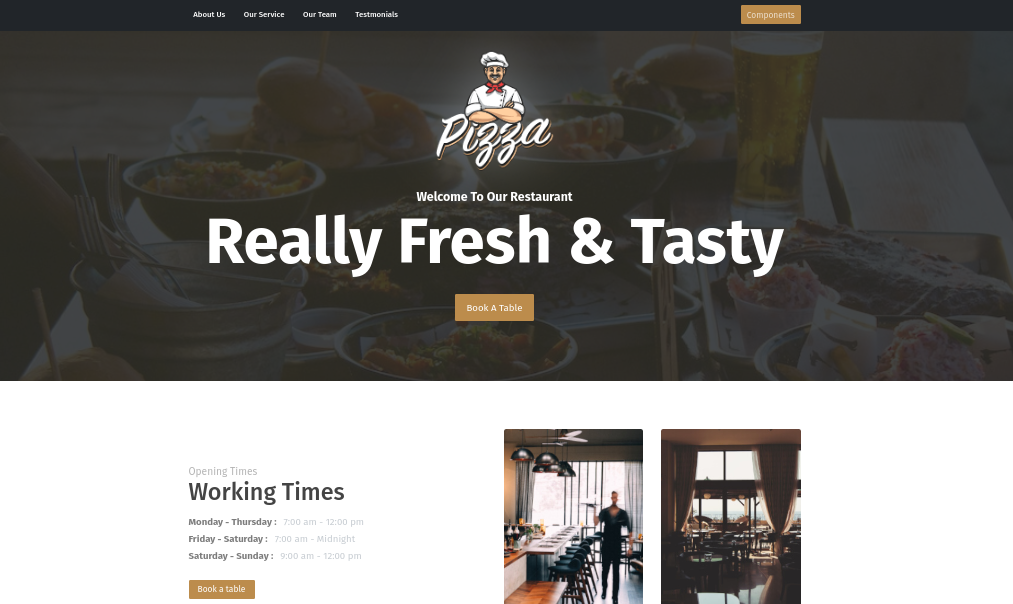 About Us Our Service Our Team Testmonials Components
Pizza
Welcome To Our Restaurant
Really Fresh & Tasty
Book A Table
Opening Times
Working Times
Monday - Thursday : 7:00 am - 12:00 pm
Friday - Saturday : 7:00 am - Midnight
Saturday - Sunday : 9:00 am - 12:00 pm
Book a table